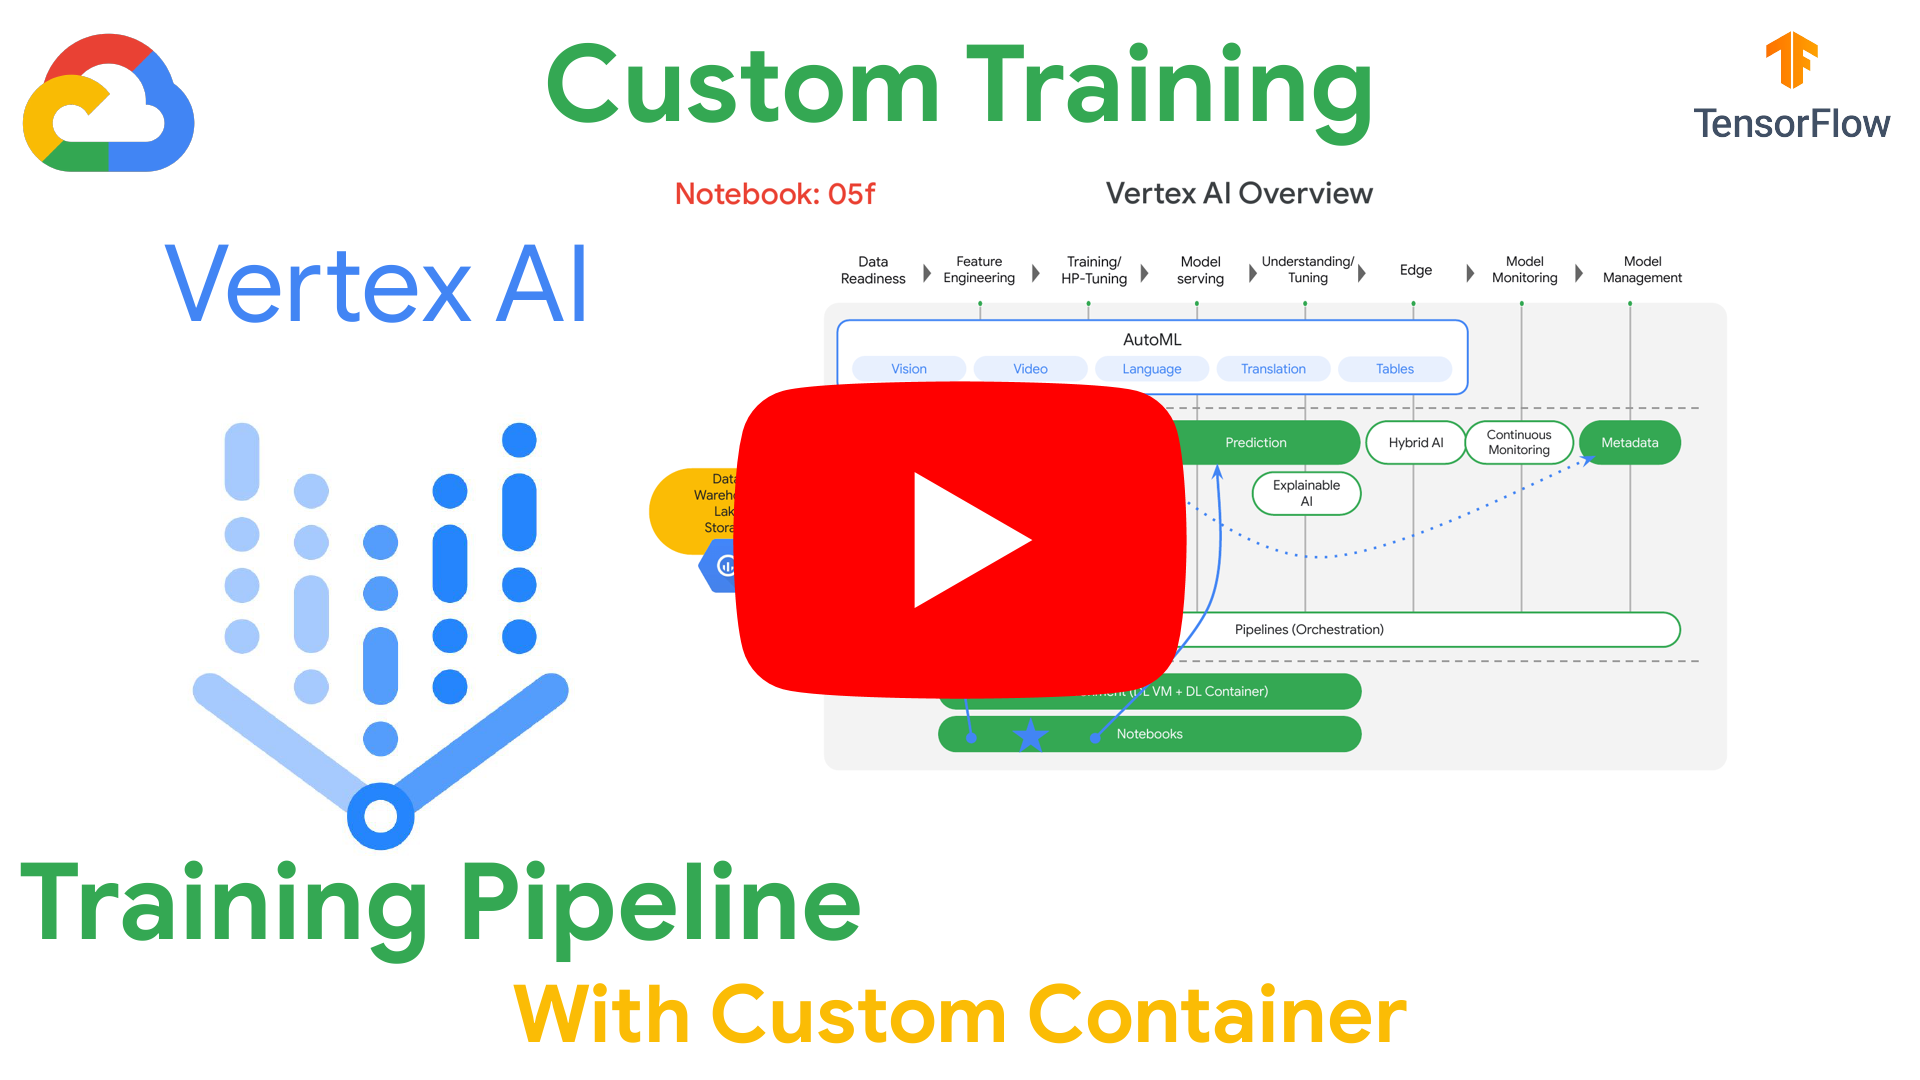 Custom Training
TensorFlow
Notebook: 05f
Vertex AI Overview
Vertex AI
Data
Readiness
Feature
Engineering
Training/
HP-Tuning
Model
serving
Understanding/
Tuning
Edge
Model
Monitoring
Model
Management
AutoML
Vision
Video
Language
Translation
Tables
Prediction
Hybrid AI
Continuous
Monitoring
Metadata
Explainable
AI
Data
Pipelines (Orchestration)
VM + DL Container)
Notebooks
Training Pipeline
With Custom Container